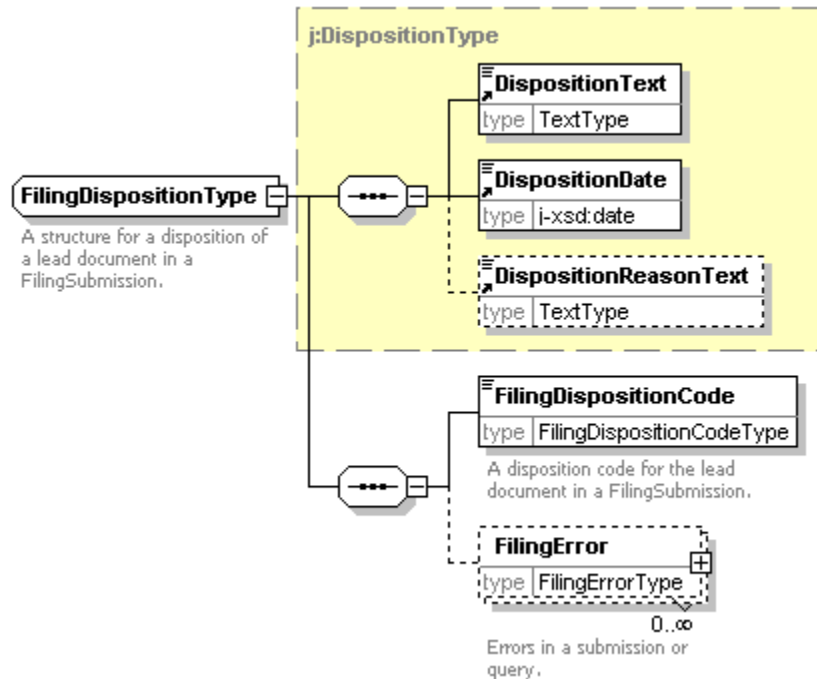 j:DispositionType
DispositionText
type TextType
FilingDispositionType
A structure for a disposition of
a lead document in a
FilingSubmission.
DispositionDate
type j-xsd:date
DispositionReasonText
type TextType
FilingDispositionCode
type FilingDispositionCodeType
A disposition code for the lead
document in a FilingSubmission.
FilingError
type FilingErrorType
0..∞
Errors in a submission or
query.